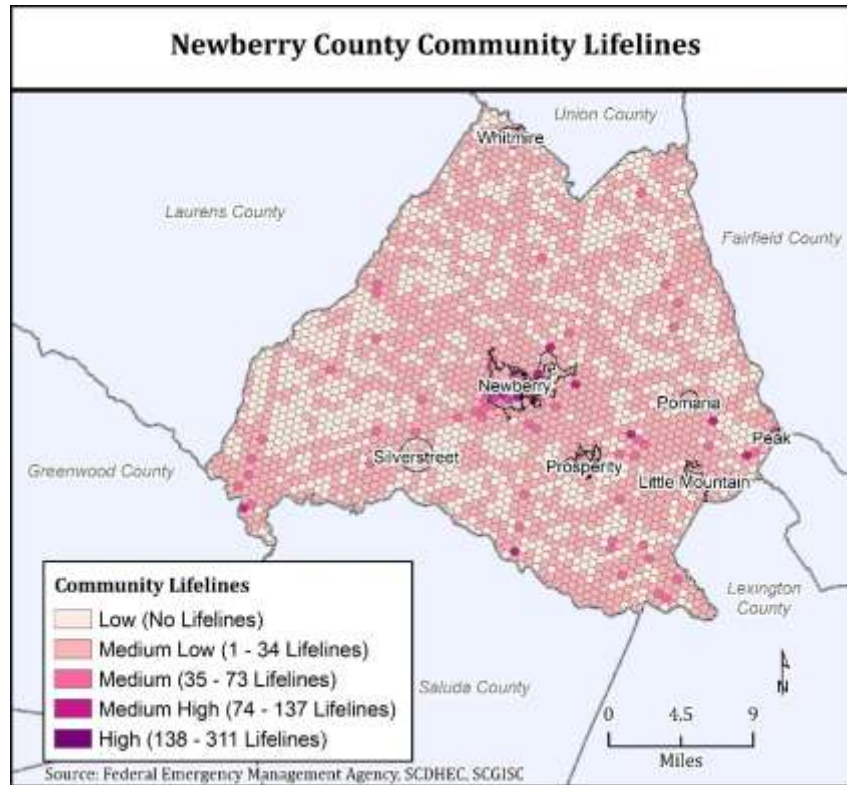 Newberry County Community Lifelines
Union County
Whitmire
Laurens County
Fairfield County
Newberry
Pomaria
Peak
Silverstreet
Prosperity
Greenwood County
Little Mountain
Community Lifelines
Low (No Lifelines)
Medium Low (1 - 34 Lifelines)
Medium (35 - 73 Lifelines)
Medium High (74 - 137 Lifelines)
High (138 - 311 Lifelines)
Lexington
County
Saluda County
N
0 4.5 9
Miles
Source: Federal Emergency Management Agency, SCDHEC, SCGISC